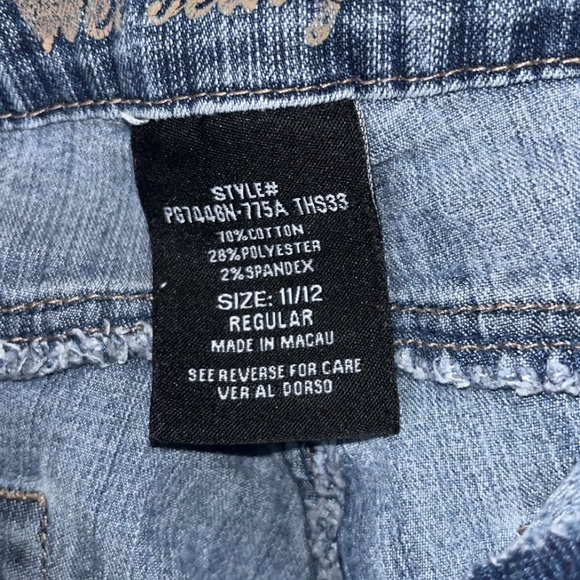 STYLE#
PG7448N-775A THS33
70%COTTON
28%POLYESTER
2%SPANDEX
SIZE: 11/12
REGULAR
MADE IN MACAU
SEE REVERSE FOR CARE
VER AL DORSO